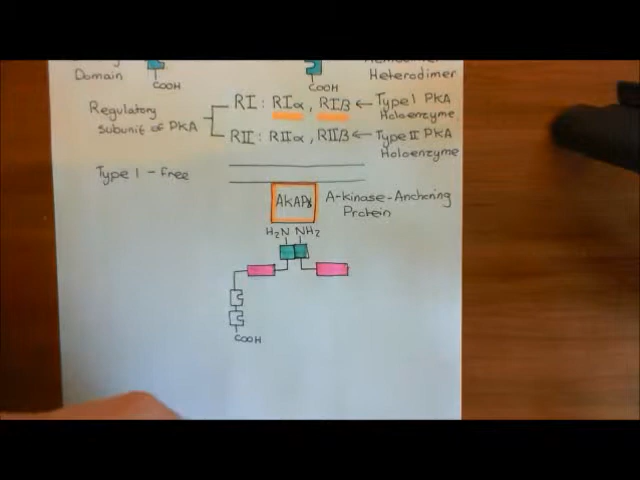 Domain
COOH
COOH
Heterodimer
Regulatory
subunit of PKA
RI: RIα, RIβ ← Type I PKA
Holoenzyme
RII: RIIα, RIIβ ← Type II PKA
Holoenzyme
Type I - Free
AKAPs
A-kinase-Anchoring
Protein
H₂N NH₂
COOH